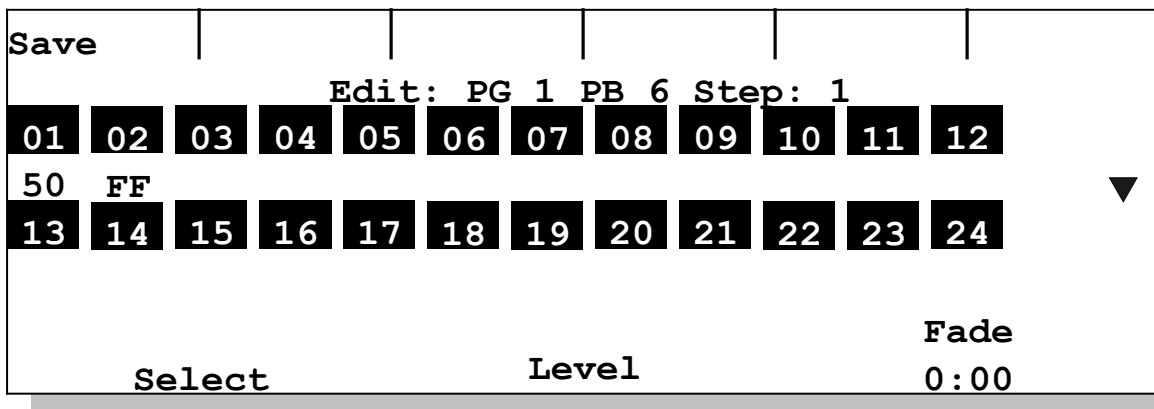 Save
Edit: PG 1 PB 6 Step: 1
01 02 03 04 05 06 07 08 09 10 11 12
50 FF
13 14 15 16 17 18 19 20 21 22 23 24
Fade
Select Level 0:00